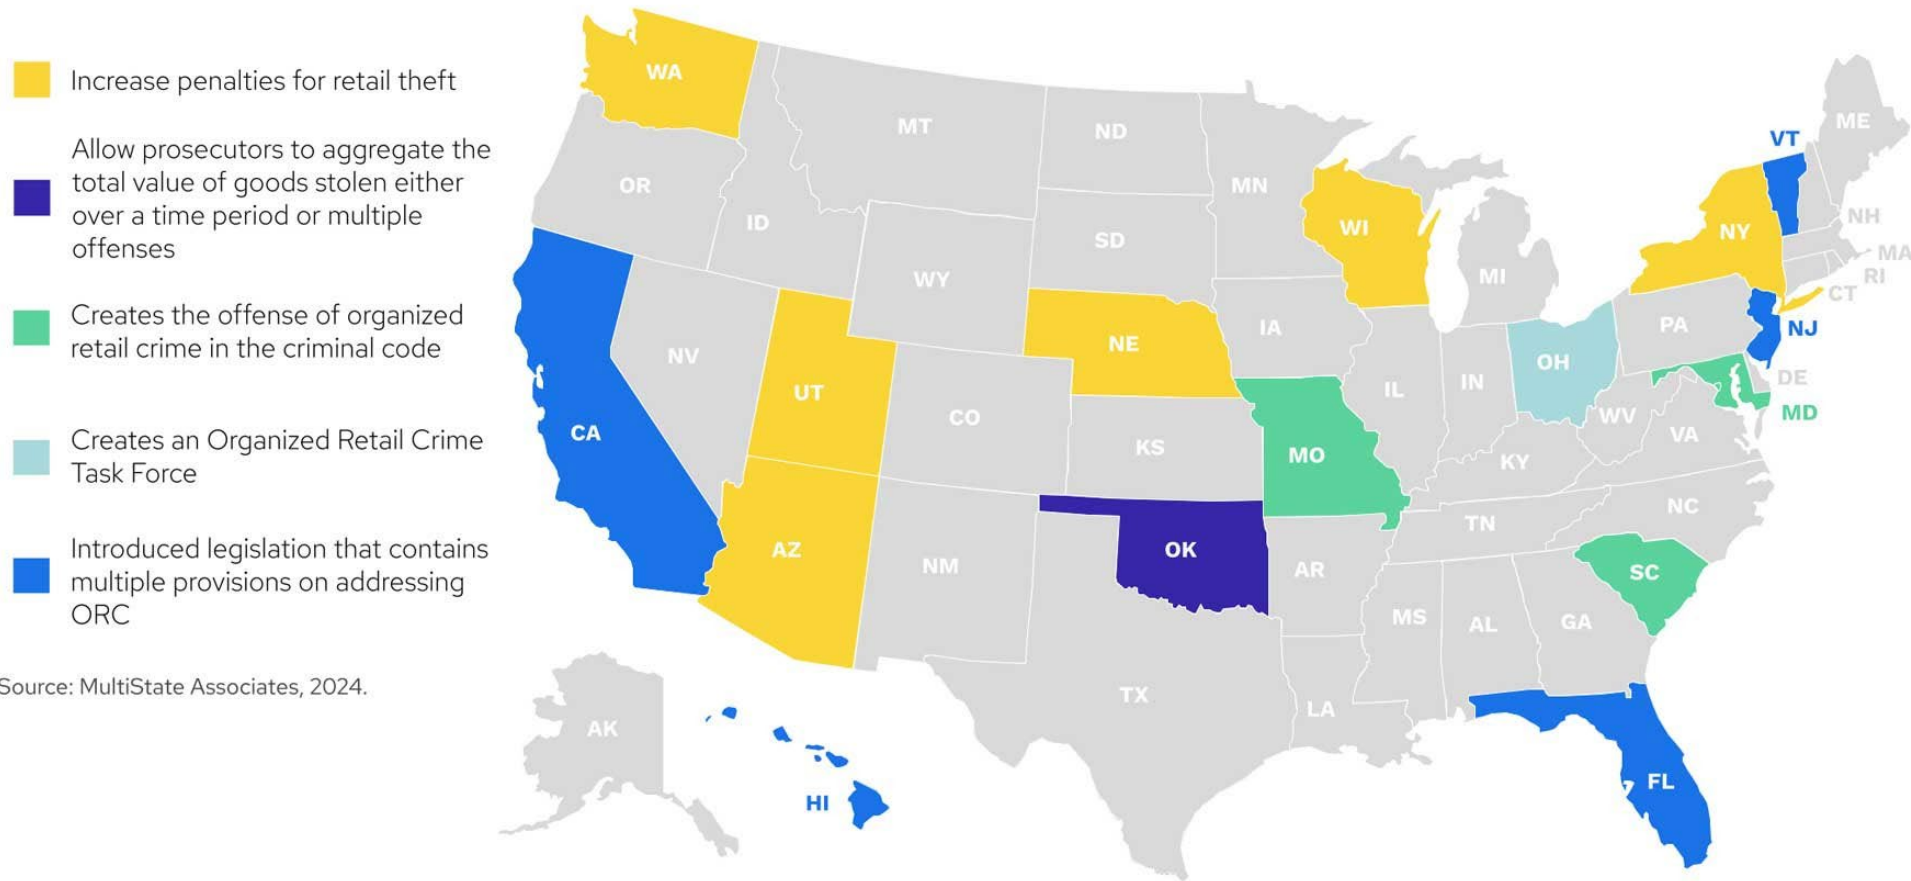 Increase penalties for retail theft
Allow prosecutors to aggregate the
total value of goods stolen either
over a time period or multiple
offenses
Creates the offense of organized
retail crime in the criminal code
Creates an Organized Retail Crime
Task Force
Introduced legislation that contains
multiple provisions on addressing
ORC
Source: MultiState Associates, 2024.
WA
MT
ND
ME
VT
OR
MN
ID
WI
NH
SD
NY
MA
WY
MI
RI
CT
IA
PA
NJ
NV
NE
OH
DE
UT
IL
IN
MD
CO
WV
CA
VA
KS
MO
KY
NC
TN
AZ
OK
NM
AR
SC
MS
AL
GA
TX
LA
AK
FL
HI